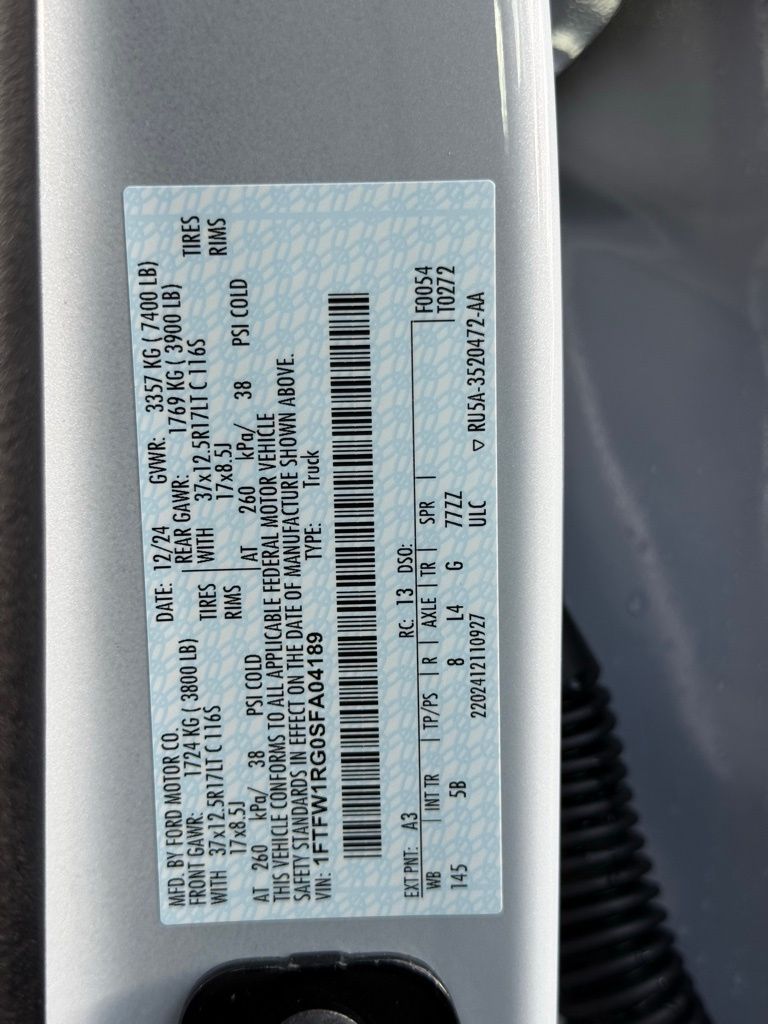 MFD. BY FORD MOTOR CO.
DATE: 12/24 GVWR: 3357 KG ( 7400 LB)
FRONT GAWR: 1724 KG ( 3800 LB) REAR GAWR: 1769 KG ( 3900 LB)
WITH 37x12.5R17LT C 116S TIRES WITH 37x12.5R17LT C 116S TIRES
17x8.5J RIMS 17x8.5J RIMS
AT 260 kPa/ 38 PSI COLD AT 260 kPa/ 38 PSI COLD
THIS VEHICLE CONFORMS TO ALL APPLICABLE FEDERAL MOTOR VEHICLE
SAFETY STANDARDS IN EFFECT ON THE DATE OF MANUFACTURE SHOWN ABOVE.
VIN: 1FTFW1RG0SFA04189 TYPE: Truck
EXT PNT: A3 RC: 13 DSO: F0054
WB INT TR TP/PS R AXLE TR SPR T0272
145 5B 8 L4 G 77ZZ
2202412110927 ULC ▽ RU5A-3520472-AA